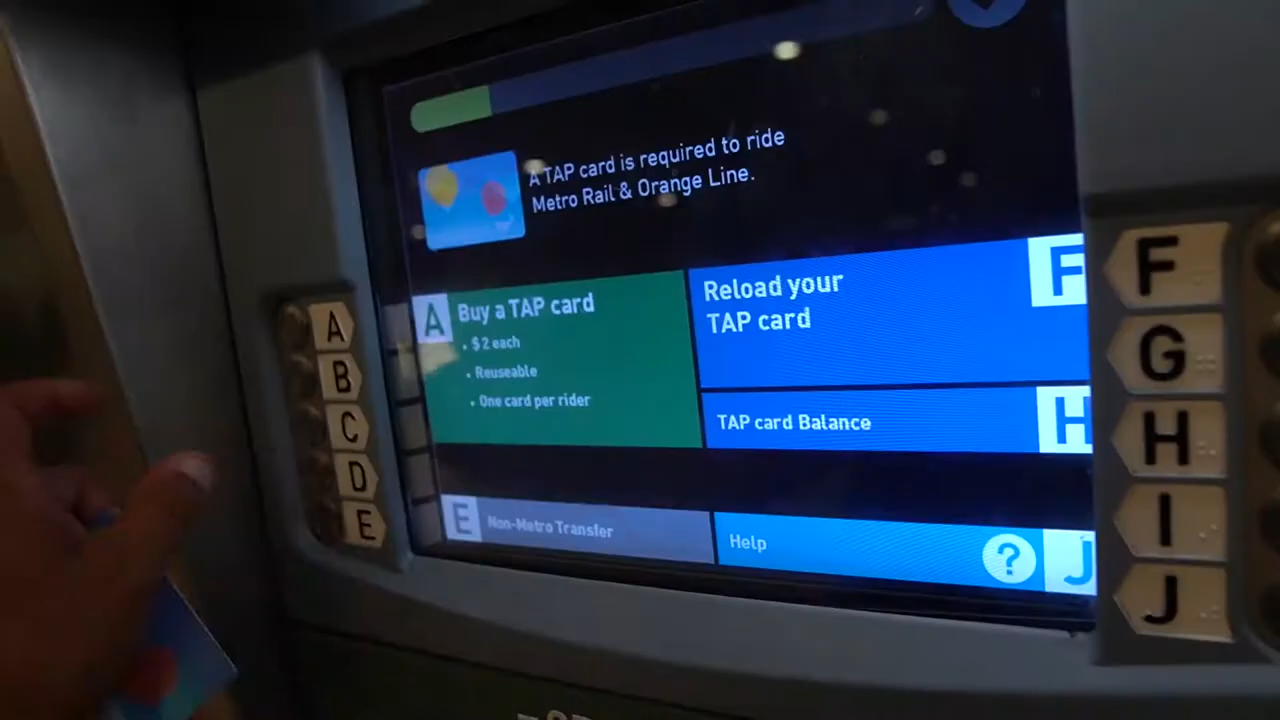 A TAP card is required to ride
Metro Rail & Orange Line.
A
Buy a TAP card
• $2 each
• Reuseable
• One card per rider
Reload your
TAP card
F
TAP card Balance
H
E
Non-Metro Transfer
Help
?
J
A
B
C
D
E
F
G
H
I
J